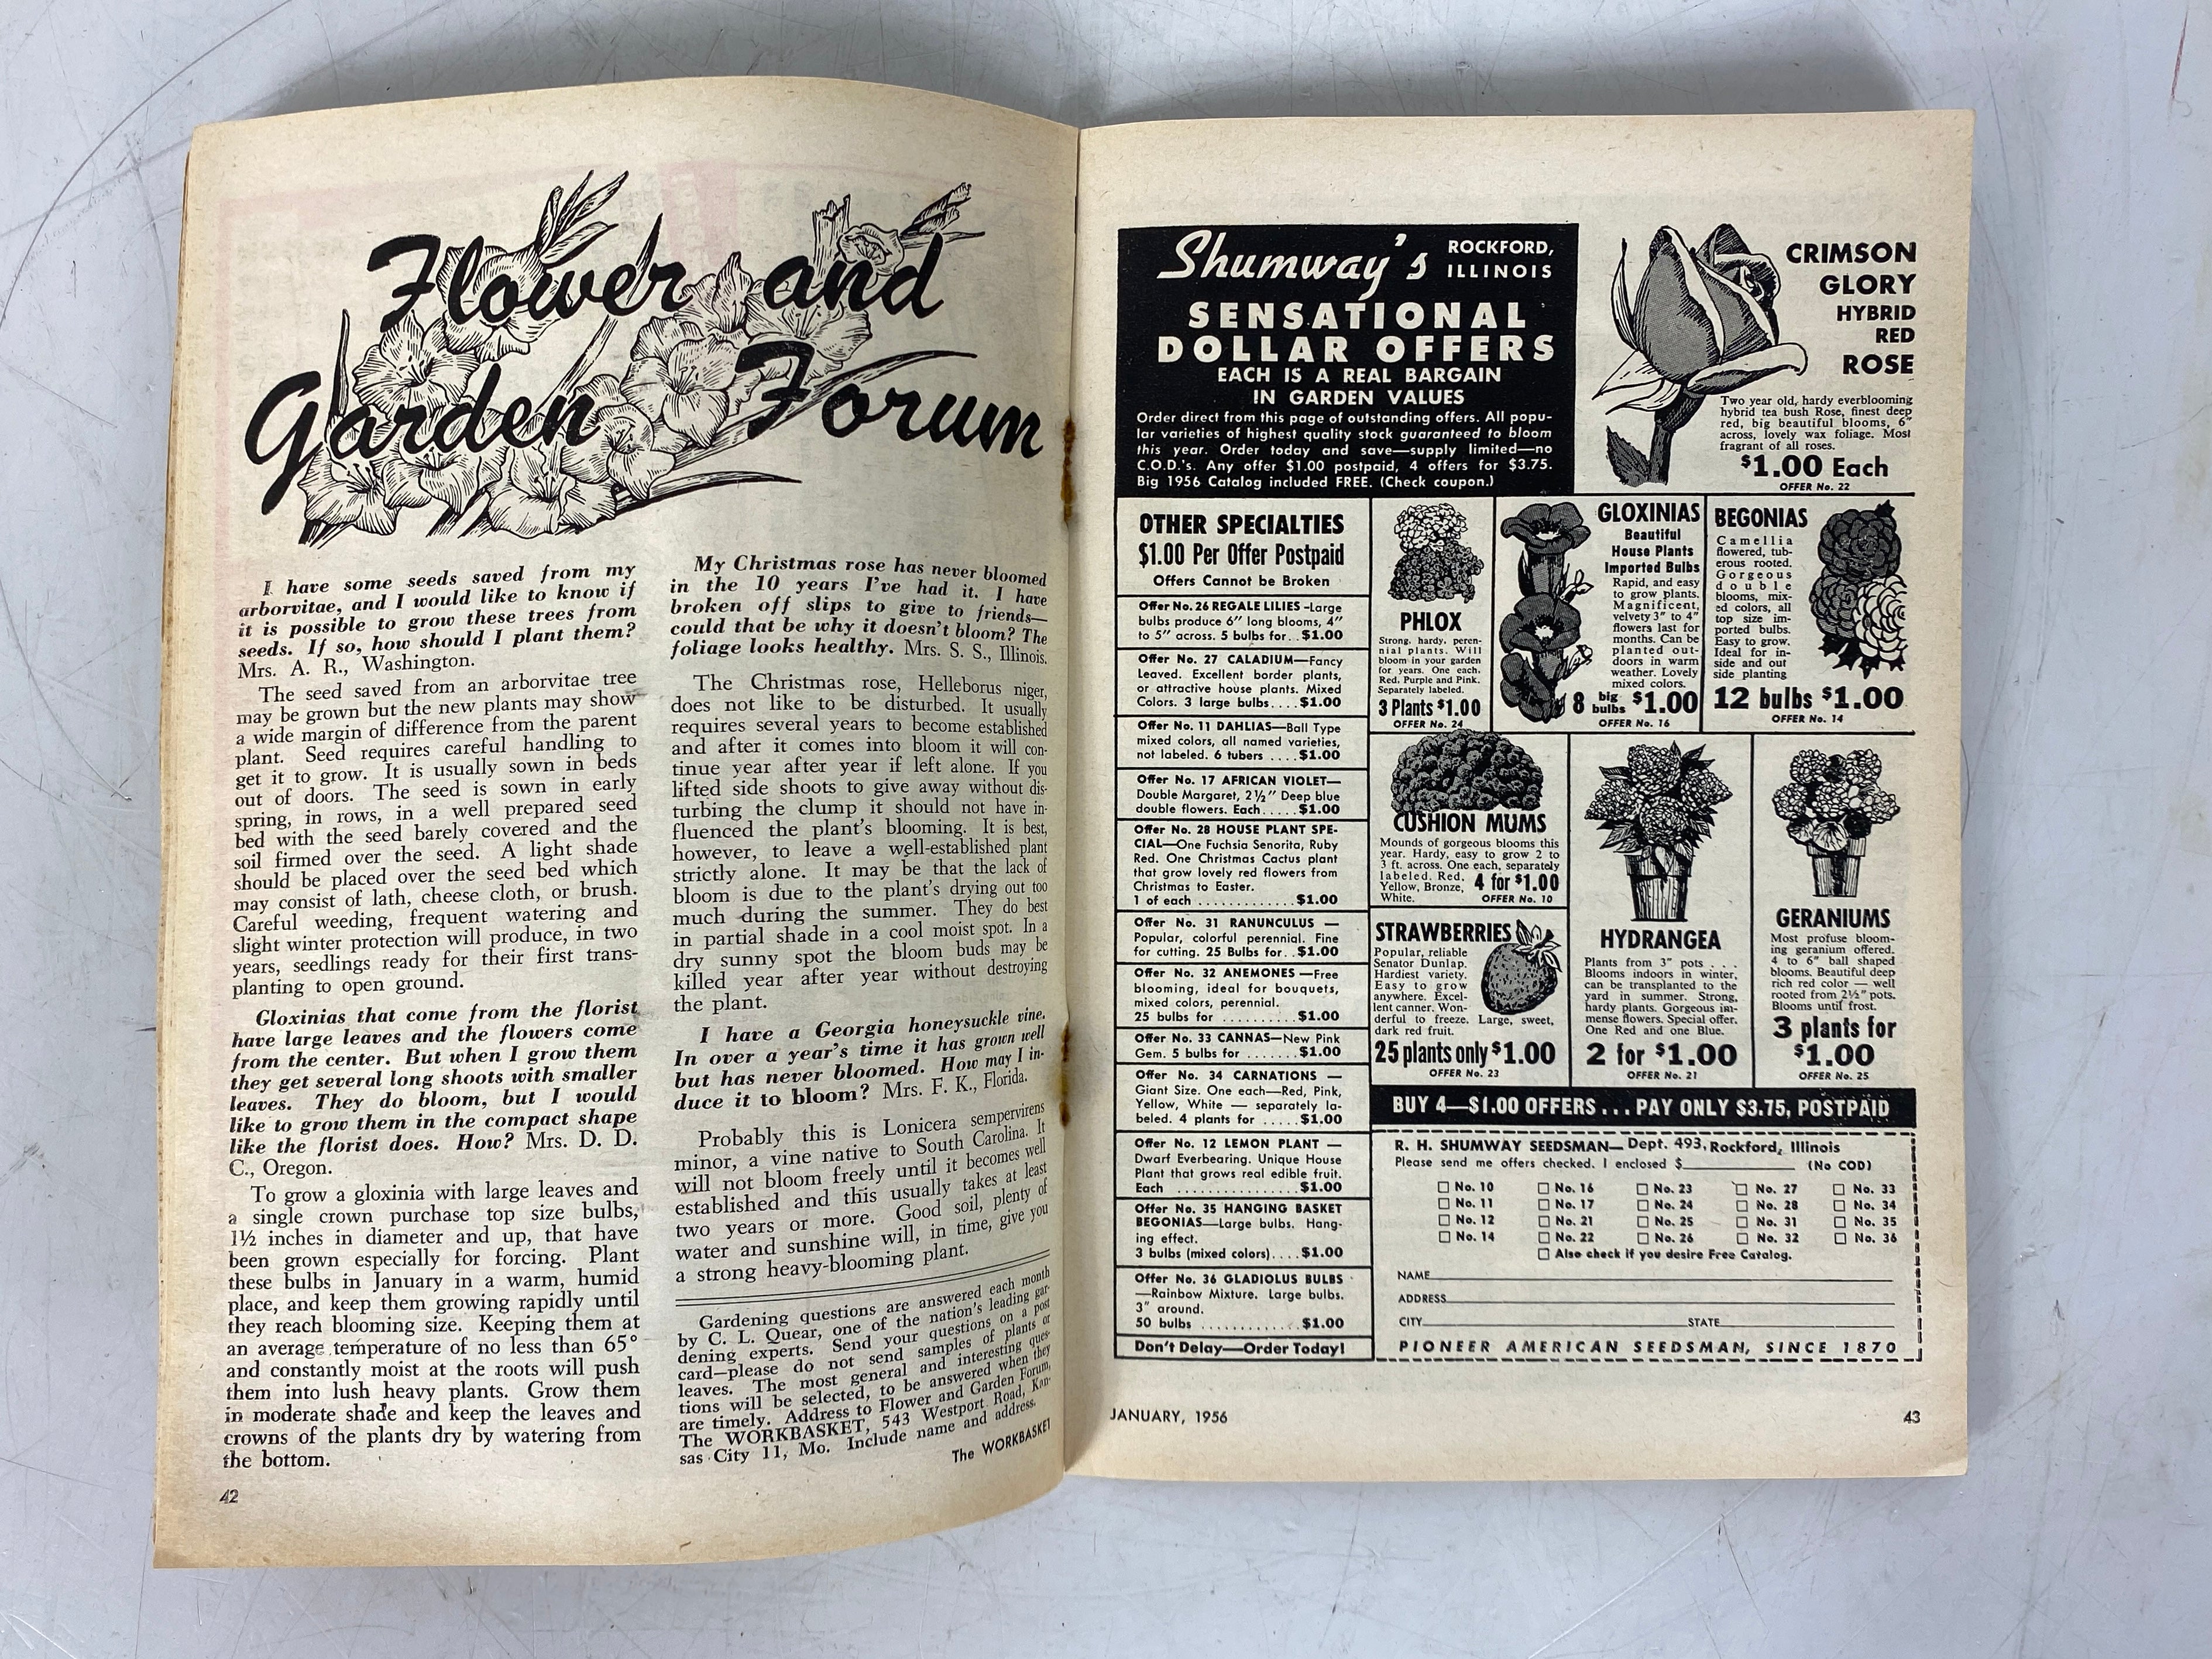 Flower and
Garden Forum
I have some seeds saved from my
arborvitae, and I would like to know if
it is possible to grow these trees from
seeds. If so, how should I plant them?
Mrs. A. R., Washington.
The seed saved from an arborvitae tree
may be grown but the new plants may show
a wide margin of difference from the parent
plant. Seed requires careful handling to
get it to grow. It is usually sown in beds
out of doors. The seed is sown in early
spring, in rows, in a well prepared seed
bed with the seed barely covered and the
soil firmed over the seed. A light shade
should be placed over the seed bed which
may consist of lath, cheese cloth, or brush.
Careful weeding, frequent watering and
slight winter protection will produce, in two
years, seedlings ready for their first trans-
planting to open ground.
Gloxinias that come from the florist
have large leaves and the flowers come
from the center. But when I grow them
they get several long shoots with smaller
leaves. They do bloom, but I would
like to grow them in the compact shape
like the florist does. How? Mrs. D. D.
C., Oregon.
To grow a gloxinia with large leaves and
a single crown purchase top size bulbs,
1½ inches in diameter and up, that have
been grown especially for forcing. Plant
these bulbs in January in a warm, humid
place, and keep them growing rapidly until
they reach blooming size. Keeping them at
an average temperature of no less than 65°
and constantly moist at the roots will push
them into lush heavy plants. Grow them
in moderate shade and keep the leaves and
crowns of the plants dry by watering from
the bottom.
42
My Christmas rose has never bloomed
in the 10 years I've had it. I have
broken off slips to give to friends—
could that be why it doesn't bloom? The
foliage looks healthy. Mrs. S. S., Illinois.
The Christmas rose, Helleborus niger,
does not like to be disturbed. It usually
requires several years to become established
and after it comes into bloom it will con-
tinue year after year if left alone. If you
lifted side shoots to give away without dis-
turbing the clump it should not have in-
fluenced the plant's blooming. It is best,
however, to leave a well-established plant
strictly alone. It may be that the lack of
bloom is due to the plant's drying out too
much during the summer. They do best
in partial shade in a cool moist spot. In a
dry sunny spot the bloom buds may be
killed year after year without destroying
the plant.
I have a Georgia honeysuckle vine.
In over a year's time it has grown well
but has never bloomed. How may I in-
duce it to bloom? Mrs. F. K., Florida.
Probably this is Lonicera sempervirens
minor, a vine native to South Carolina. It
will not bloom freely until it becomes well
established and this usually takes at least
two years or more. Good soil, plenty of
water and sunshine will, in time, give you
a strong heavy-blooming plant.
Gardening questions are answered each month
by C. L. Quear, one of the nation's leading gar-
dening experts. Send your questions on a post
card—please do not send samples of plants or
leaves. The most general and interesting ques-
tions will be selected, to be answered when they
are timely. Address to Flower and Garden Forum,
The WORKBASKET, 543 Westport Road, Kan-
sas City 11, Mo. Include name and address.
The WORKBASKET
Shumway's ROCKFORD,
ILLINOIS
SENSATIONAL
DOLLAR OFFERS
EACH IS A REAL BARGAIN
IN GARDEN VALUES
Order direct from this page of outstanding offers. All popu-
lar varieties of highest quality stock guaranteed to bloom
this year. Order today and save—supply limited—no
C.O.D.'s. Any offer $1.00 postpaid, 4 offers for $3.75.
Big 1956 Catalog included FREE. (Check coupon.)
CRIMSON
GLORY
HYBRID
RED
ROSE
Two year old, hardy everblooming
hybrid tea bush Rose, finest deep
red, big beautiful blooms, 6"
across, lovely wax foliage. Most
fragrant of all roses.
$1.00 Each
OFFER No. 22
OTHER SPECIALTIES
$1.00 Per Offer Postpaid
Offers Cannot be Broken
Offer No. 26 REGALE LILIES –Large
bulbs produce 6" long blooms, 4"
to 5" across. 5 bulbs for . . $1.00
Offer No. 27 CALADIUM—Fancy
Leaved. Excellent border plants,
or attractive house plants. Mixed
Colors. 3 large bulbs . . . . $1.00
Offer No. 11 DAHLIAS—Ball Type
mixed colors, all named varieties,
not labeled. 6 tubers . . . . $1.00
Offer No. 17 AFRICAN VIOLET—
Double Margaret, 2½" Deep blue
double flowers. Each . . . . . $1.00
Offer No. 28 HOUSE PLANT SPE-
CIAL—One Fuchsia Senorita, Ruby
Red. One Christmas Cactus plant
that grow lovely red flowers from
Christmas to Easter.
1 of each . . . . . . . . . . . . $1.00
Offer No. 31 RANUNCULUS —
Popular, colorful perennial. Fine
for cutting. 25 Bulbs for . . $1.00
Offer No. 32 ANEMONES —Free
blooming, ideal for bouquets,
mixed colors, perennial.
25 bulbs for . . . . . . . . . . $1.00
Offer No. 33 CANNAS—New Pink
Gem. 5 bulbs for . . . . . . . $1.00
Offer No. 34 CARNATIONS —
Giant Size. One each—Red, Pink,
Yellow, White — separately la-
beled. 4 plants for . . . . . $1.00
Offer No. 12 LEMON PLANT —
Dwarf Everbearing. Unique House
Plant that grows real edible fruit.
Each . . . . . . . . . . . . . . . $1.00
Offer No. 35 HANGING BASKET
BEGONIAS—Large bulbs. Hang-
ing effect.
3 bulbs (mixed colors) . . . . $1.00
Offer No. 36 GLADIOLUS BULBS
—Rainbow Mixture. Large bulbs.
3" around.
50 bulbs . . . . . . . . . . . . $1.00
Don't Delay—Order Today!
PHLOX
Strong, hardy, peren-
nial plants. Will
bloom in your garden
for years. One each.
Red, Purple and Pink.
Separately labeled.
3 Plants $1.00
OFFER No. 24
GLOXINIAS
Beautiful
House Plants
Imported Bulbs
Rapid, and easy
to grow plants.
Magnificent,
velvety 3" to 4"
flowers last for
months. Can be
planted out-
doors in warm
weather. Lovely
mixed colors.
8 big bulbs $1.00
OFFER No. 16
BEGONIAS
Camellia
flowered, tub-
erous rooted.
Gorgeous
double
blooms, mix-
ed colors, all
top size im-
ported bulbs.
Easy to grow.
Ideal for in-
side and out
side planting
12 bulbs $1.00
OFFER No. 14
CUSHION MUMS
Mounds of gorgeous blooms this
year. Hardy, easy to grow 2 to
3 ft. across. One each, separately
labeled. Red,
Yellow, Bronze,
White.
4 for $1.00
OFFER No. 10
STRAWBERRIES
Popular, reliable
Senator Dunlap.
Hardiest variety.
Easy to grow
anywhere. Excel-
lent canner. Won-
derful to freeze. Large, sweet,
dark red fruit.
25 plants only $1.00
OFFER No. 23
HYDRANGEA
Plants from 3" pots . . .
Blooms indoors in winter,
can be transplanted to the
yard in summer. Strong,
hardy plants. Gorgeous im-
mense flowers. Special offer.
One Red and one Blue.
2 for $1.00
OFFER No. 21
GERANIUMS
Most profuse bloom-
ing geranium offered.
4 to 6" ball shaped
blooms. Beautiful deep
rich red color — well
rooted from 2½" pots.
Blooms until frost.
3 plants for
$1.00
OFFER No. 25
BUY 4—$1.00 OFFERS . . . PAY ONLY $3.75, POSTPAID
R. H. SHUMWAY SEEDSMAN— Dept. 493, Rockford, Illinois
Please send me offers checked. I enclosed $ (No COD)
No. 10 No. 16 No. 23 No. 27 No. 33
No. 11 No. 17 No. 24 No. 28 No. 34
No. 12 No. 21 No. 25 No. 31 No. 35
No. 14 No. 22 No. 26 No. 32 No. 36
Also check if you desire Free Catalog.
NAME
ADDRESS
CITY STATE
PIONEER AMERICAN SEEDSMAN, SINCE 1870
JANUARY, 1956
43